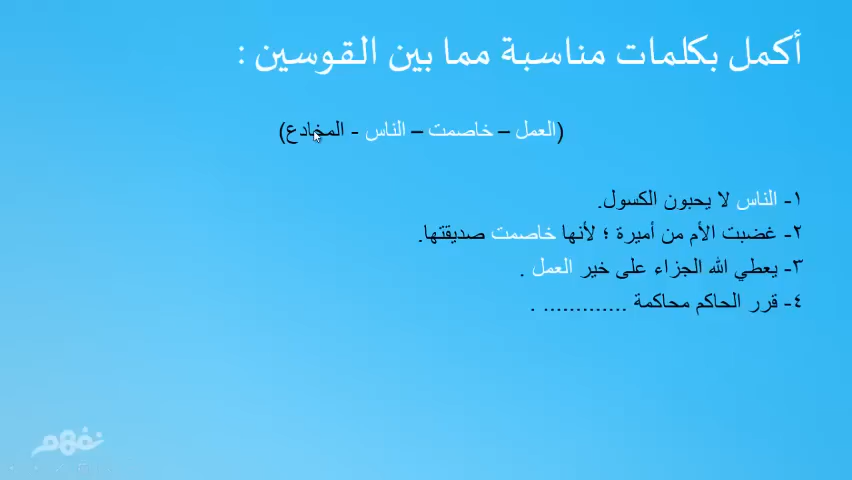 أكمل بكلمات مناسبة مما بين القوسين :
(العمل – خاصمت – الناس - المخادع)
١- الناس لا يحبون الكسول.
٢- غضبت الأم من أميرة ؛ لأنها خاصمت صديقتها.
٣- يعطي الله الجزاء على خير العمل .
٤- قرر الحاكم محاكمة ............. .
نفهم